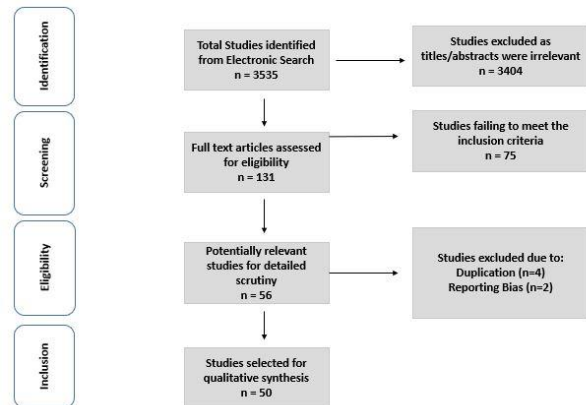 Identification
Total Studies identified
from Electronic Search
n = 3535
Studies excluded as
titles/abstracts were irrelevant
n = 3404
Screening
Full text articles assessed
for eligibility
n = 131
Studies failing to meet the
inclusion criteria
n = 75
Eligibility
Potentially relevant
studies for detailed
scrutiny
n = 56
Studies excluded due to:
Duplication (n=4)
Reporting Bias (n=2)
Inclusion
Studies selected for
qualitative synthesis
n = 50